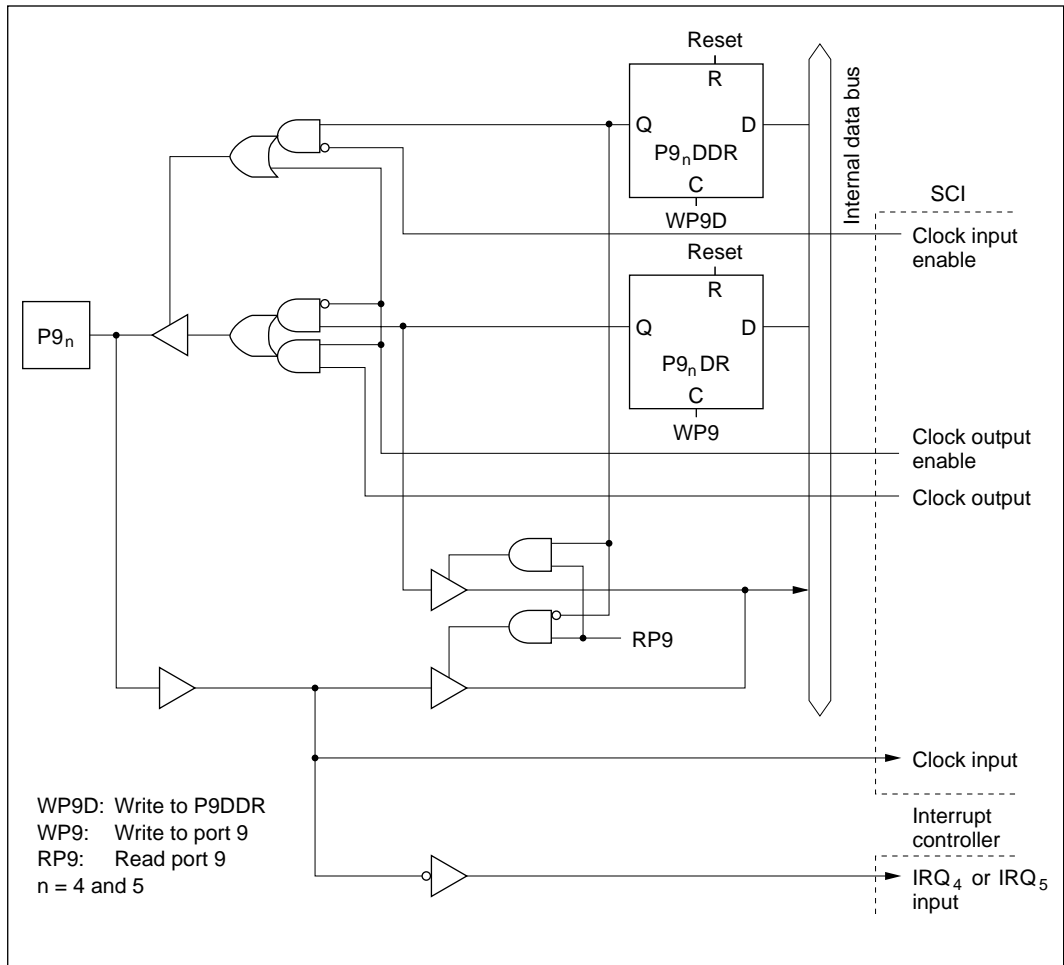 Reset
R
Q
D
P9nDDR
C
WP9D
Internal data bus
SCI
Clock input
enable
Reset
R
Q
D
P9nDR
C
WP9
P9n
Clock output
enable
Clock output
RP9
Clock input
WP9D: Write to P9DDR
WP9: Write to port 9
RP9: Read port 9
n = 4 and 5
Interrupt
controller
IRQ4 or IRQ5
input